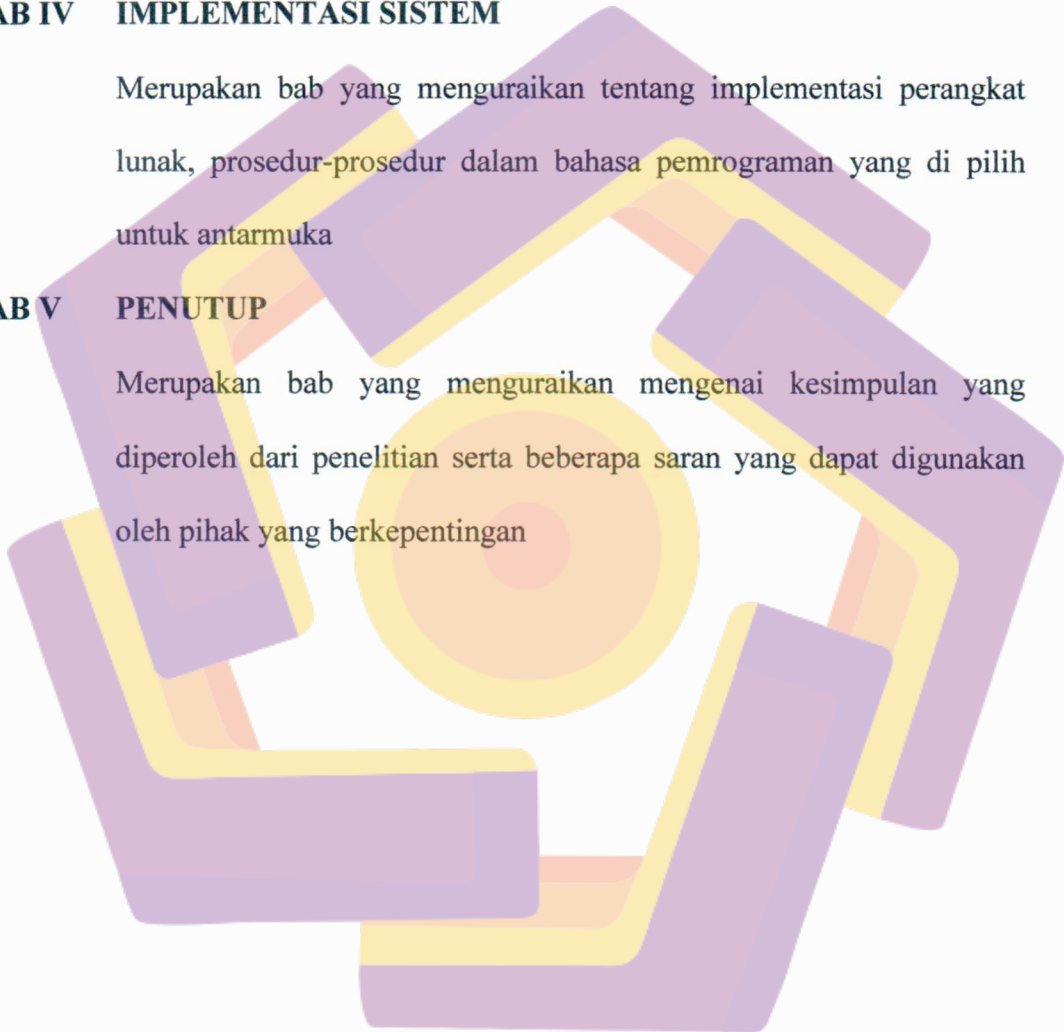 AB IV IMPLEMENTASI SISTEM
Merupakan bab yang menguraikan tentang implementasi perangkat
lunak, prosedur-prosedur dalam bahasa pemrograman yang di pilih
untuk antarmuka
AB V PENUTUP
Merupakan bab yang menguraikan mengenai kesimpulan yang
diperoleh dari penelitian serta beberapa saran yang dapat digunakan
oleh pihak yang berkepentingan